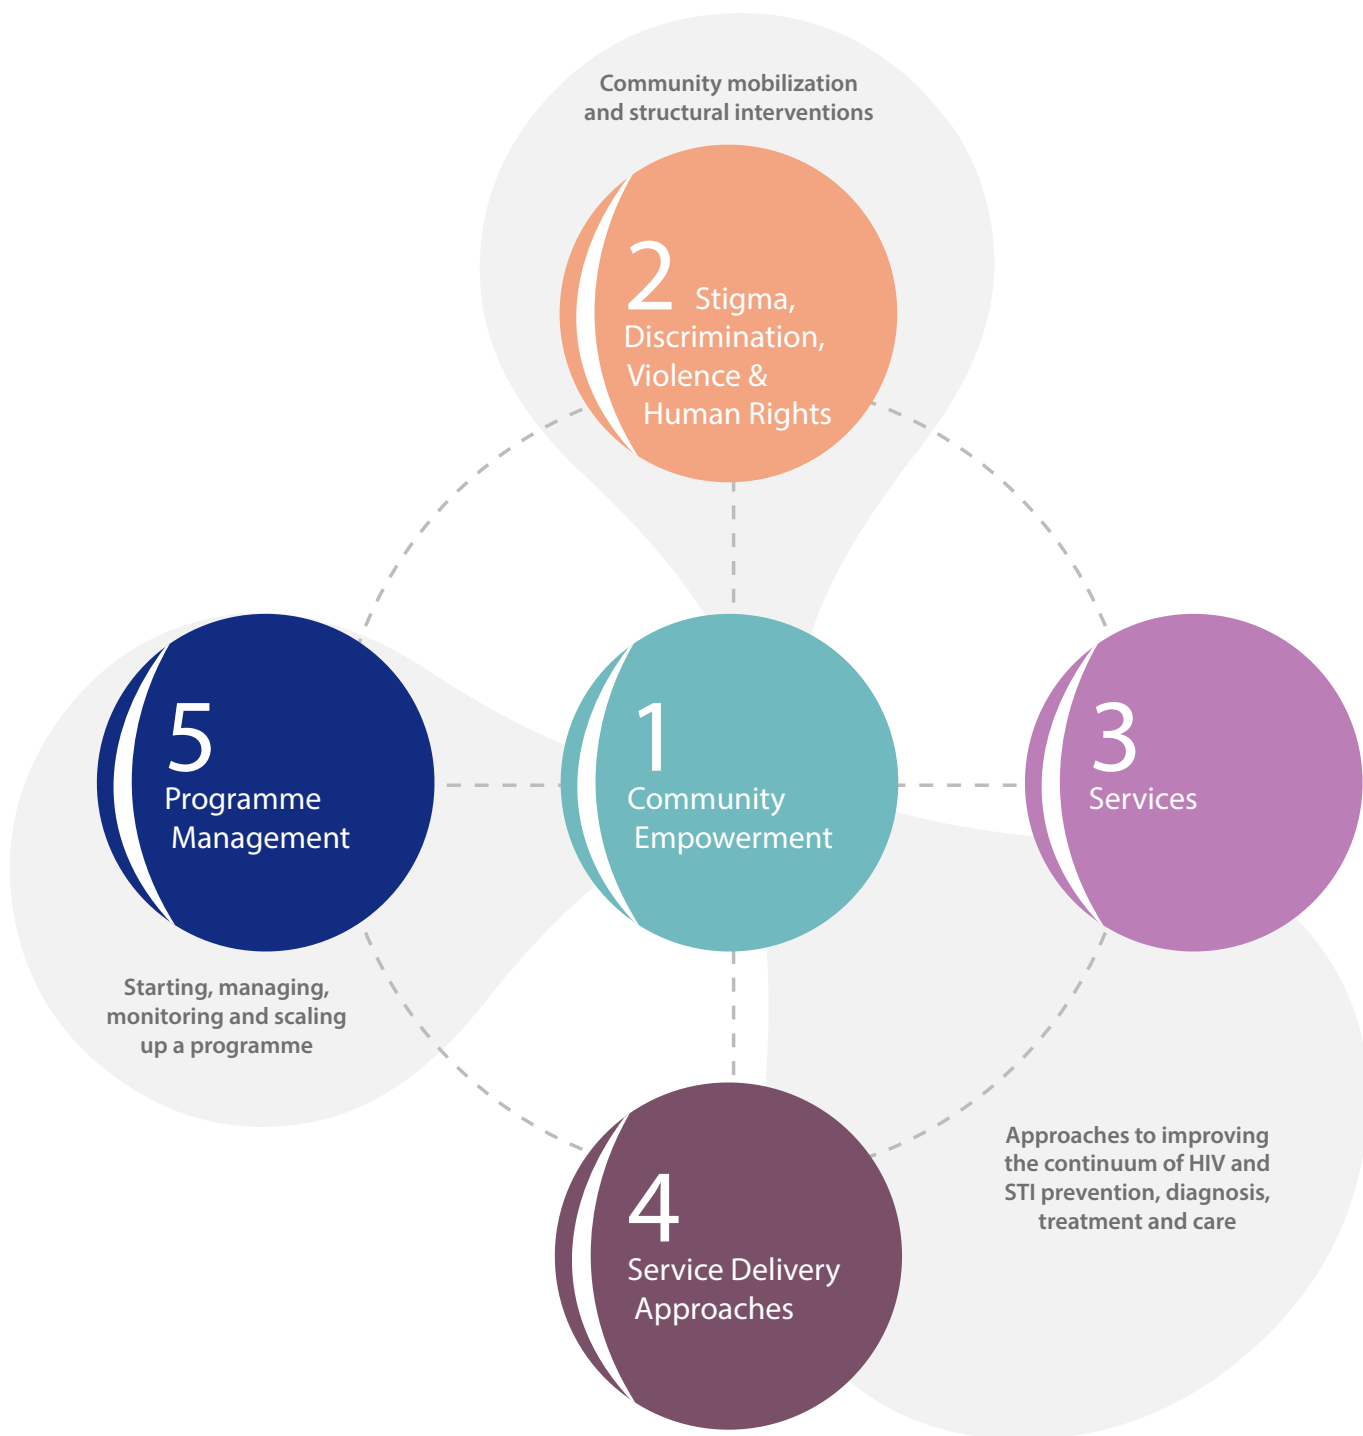 Community mobilization
and structural interventions
2 Stigma,
Discrimination,
Violence &
Human Rights
5
Programme
Management
1
Community
Empowerment
3
Services
Starting, managing,
monitoring and scaling
up a programme
4
Service Delivery
Approaches
Approaches to improving
the continuum of HIV and
STI prevention, diagnosis,
treatment and care